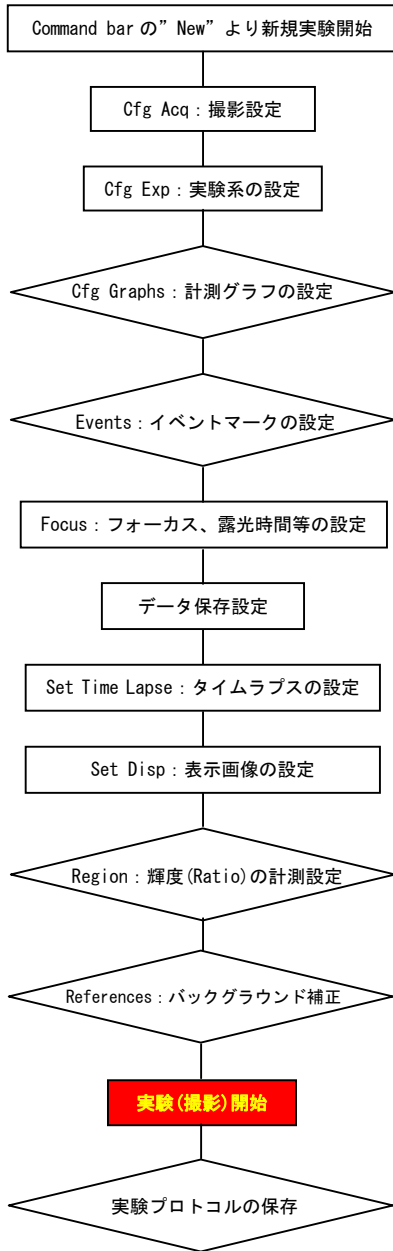 Command bar の”New”より新規実験開始
Cfg Acq：撮影設定
Cfg Exp：実験系の設定
Cfg Graphs：計測グラフの設定
Events：イベントマークの設定
Focus：フォーカス、露光時間等の設定
データ保存設定
Set Time Lapse：タイムラプスの設定
Set Disp：表示画像の設定
Region：輝度(Ratio)の計測設定
References：バックグラウンド補正
実験(撮影)開始
実験プロトコルの保存